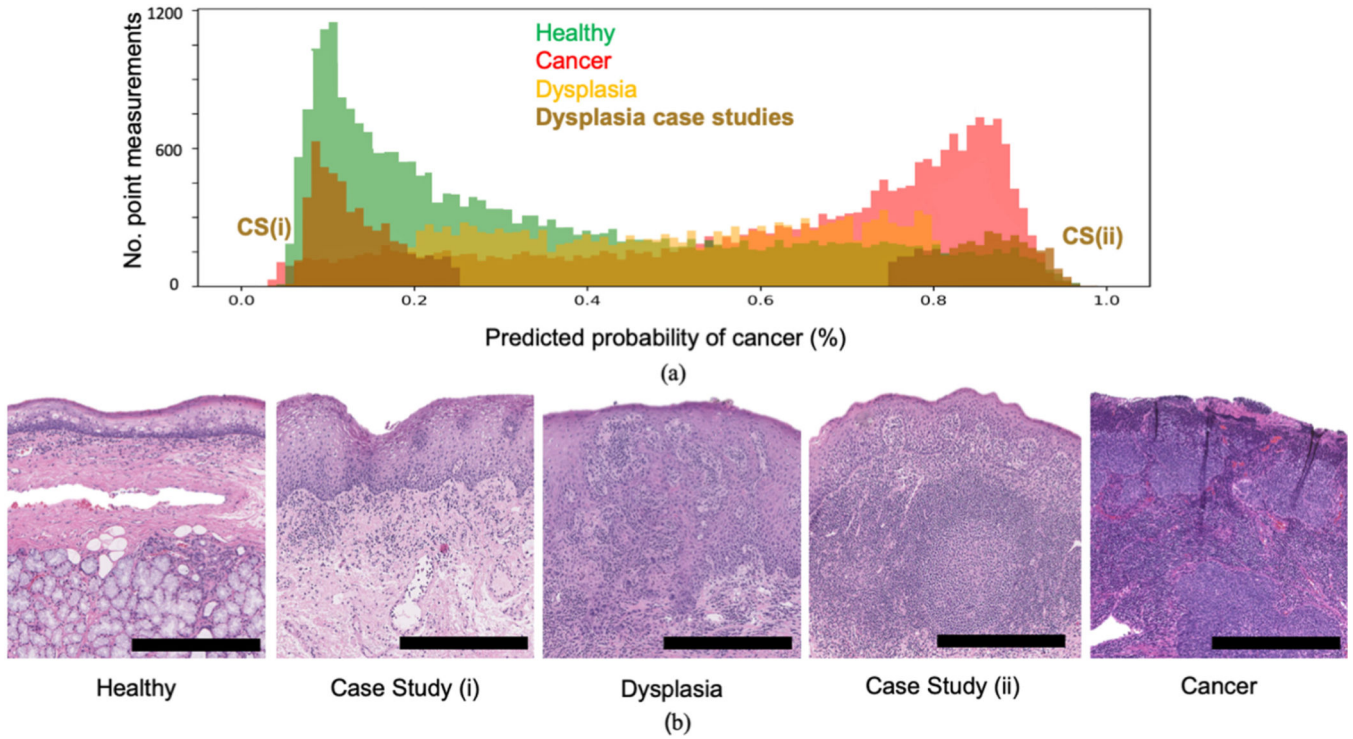 1200
600
0
No. point measurements
Healthy
Cancer
Dysplasia
Dysplasia case studies
CS(i)
CS(ii)
0.0 0.2 0.4 0.6 0.8 1.0
Predicted probability of cancer (%)
(a)
Healthy Case Study (i) Dysplasia Case Study (ii) Cancer
(b)